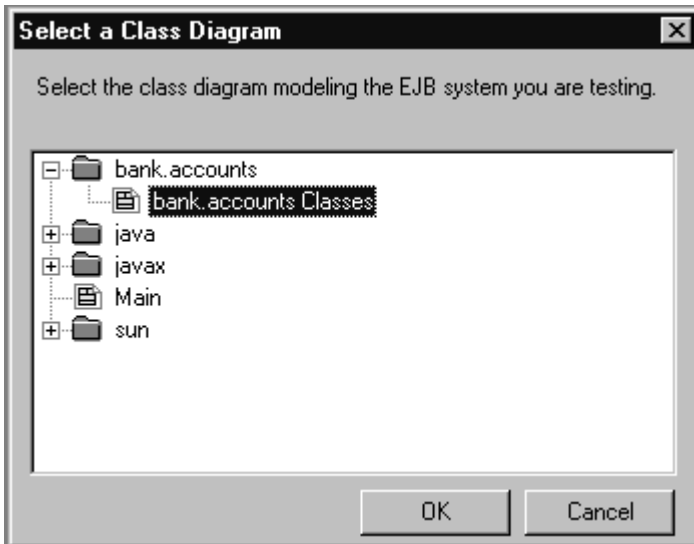 Select a Class Diagram
Select the class diagram modeling the EJB system you are testing.
bank.accounts
bank.accounts Classes
java
javax
Main
sun
OK Cancel